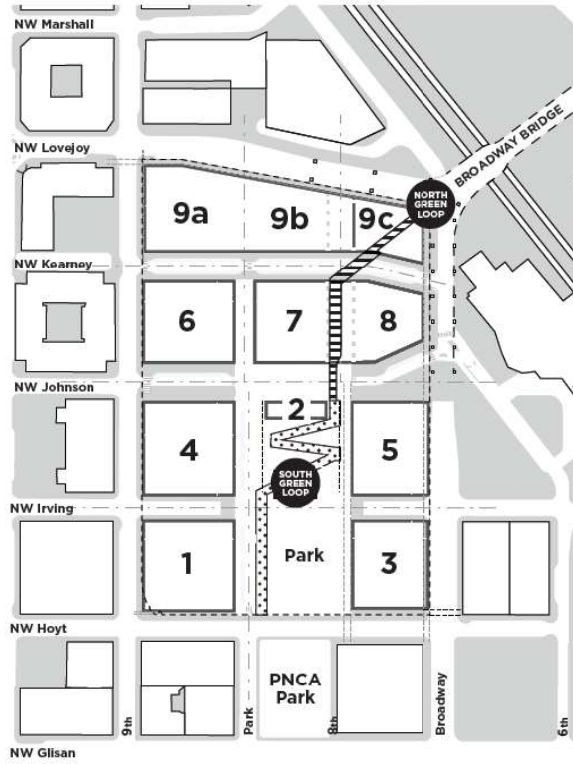 NW Marshall
NW Lovejoy
BROADWAY BRIDGE
NORTH
GREEN
LOOP
9a
9b
9c
NW Kearney
6
7
8
NW Johnson
2
4
5
SOUTH
GREEN
LOOP
NW Irving
1
Park
3
NW Hoyt
PNCA
Park
9th
Park
8th
Broadway
6th
NW Glisan